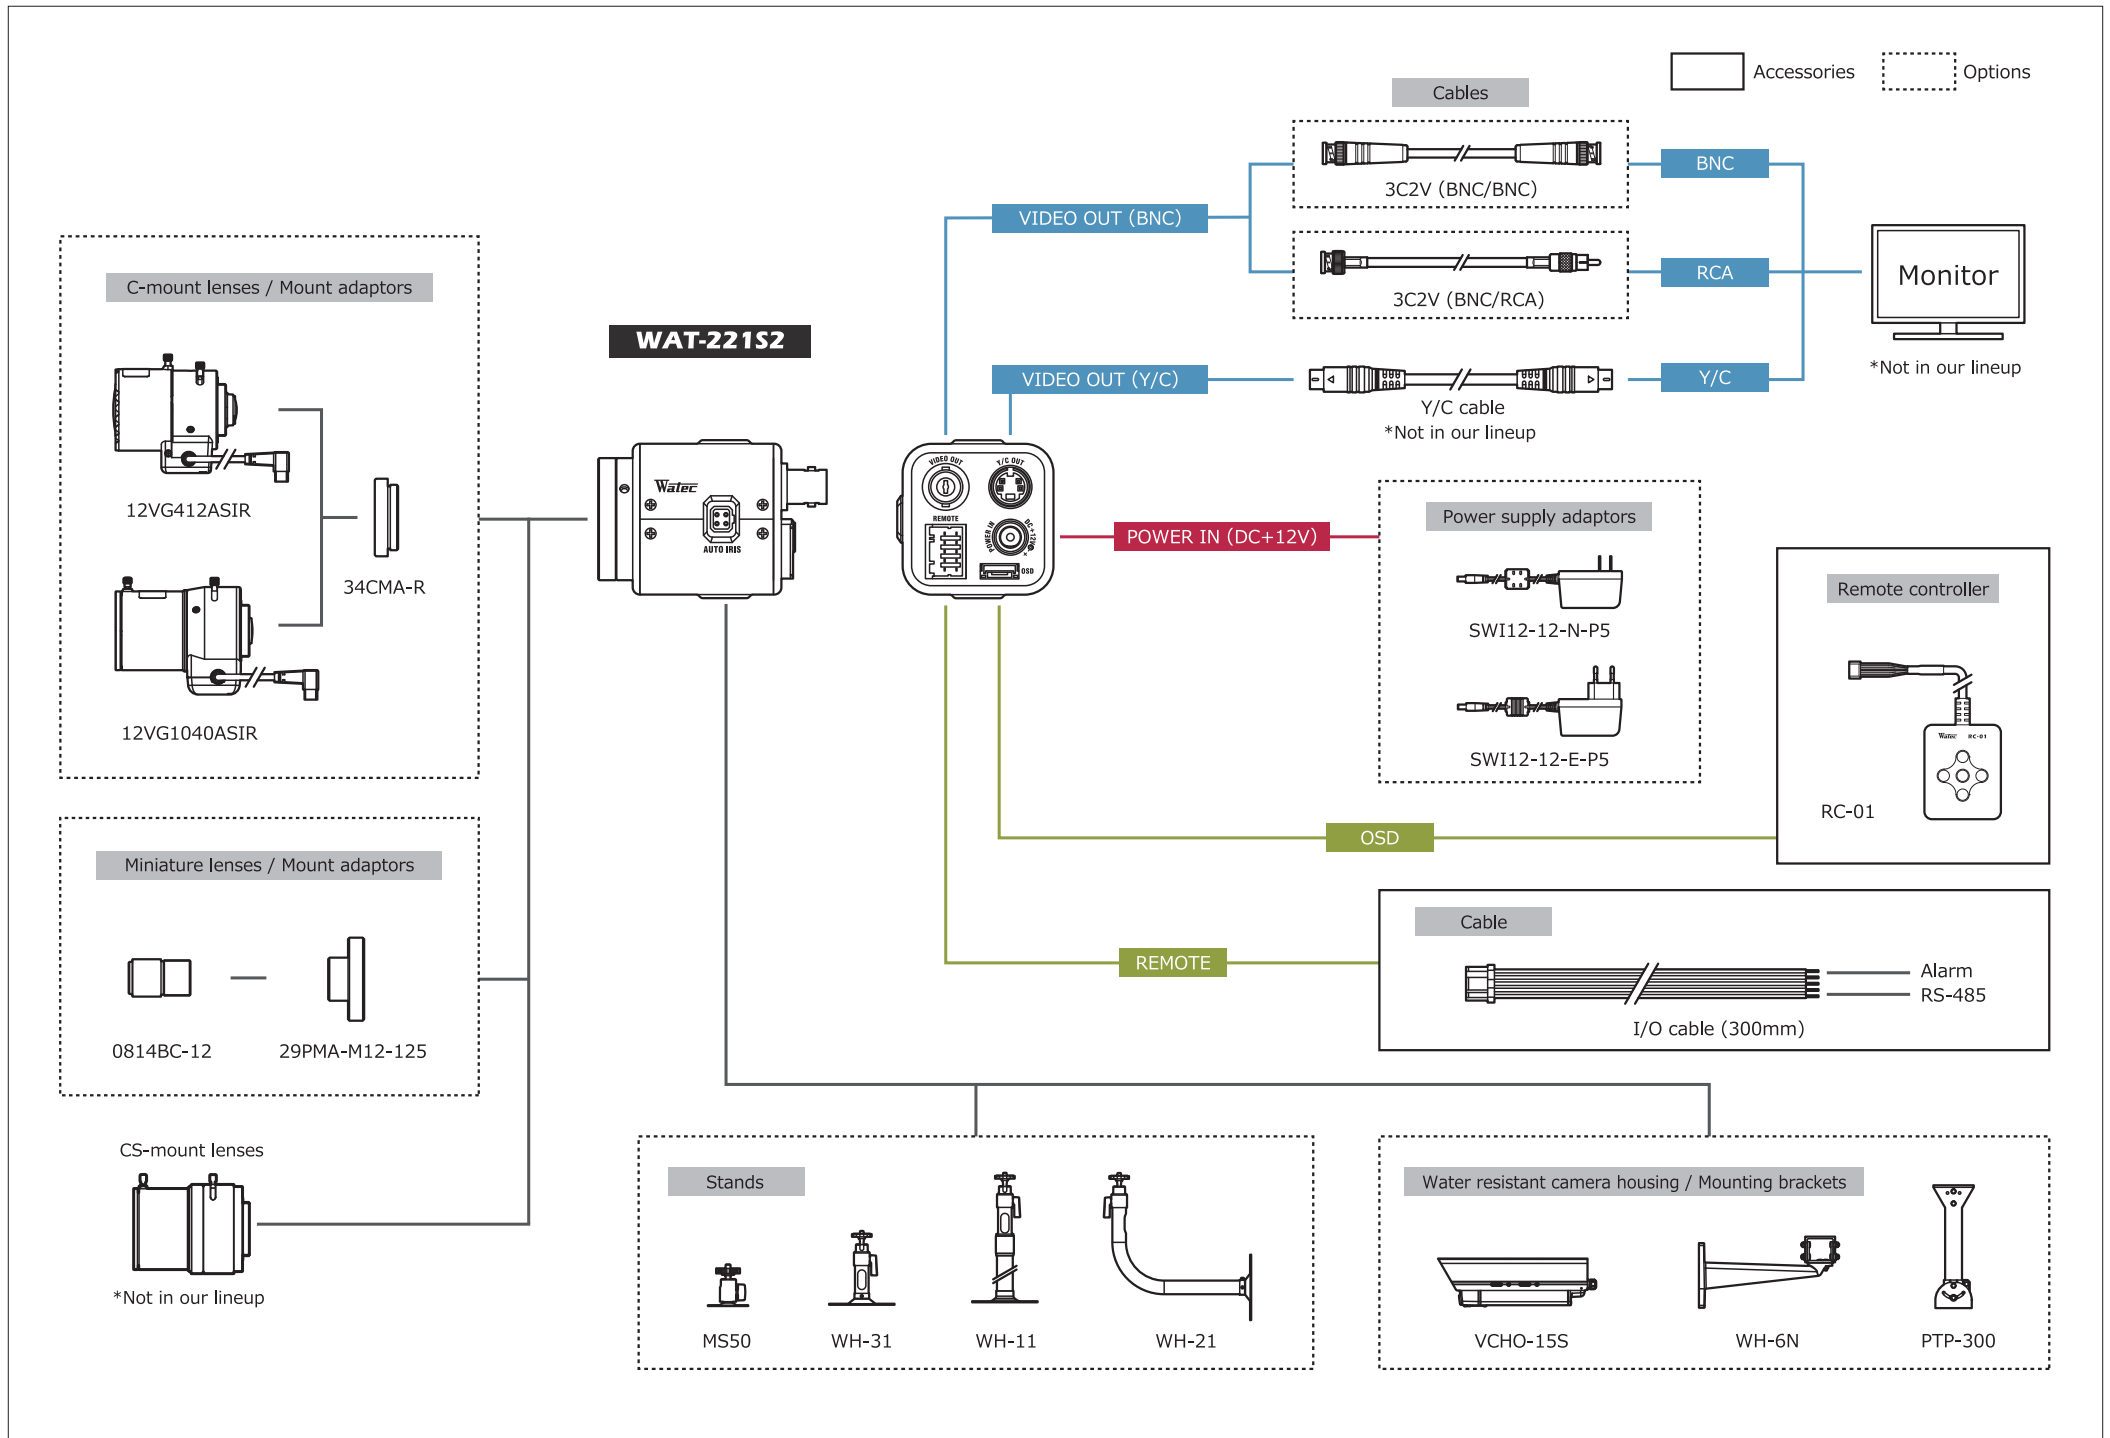 Accessories
Options
Cables
3C2V (BNC/BNC)
BNC
VIDEO OUT (BNC)
3C2V (BNC/RCA)
RCA
Monitor
*Not in our lineup
VIDEO OUT (Y/C)
Y/C cable
*Not in our lineup
Y/C
C-mount lenses / Mount adaptors
12VG412ASIR
34CMA-R
12VG1040ASIR
WAT-221S2
Watec
AUTO IRIS
VIDEO OUT
Y/C OUT
REMOTE
POWER IN
DC+12V
OSD
POWER IN (DC+12V)
Power supply adaptors
SWI12-12-N-P5
SWI12-12-E-P5
Remote controller
Watec RC-01
RC-01
OSD
Miniature lenses / Mount adaptors
0814BC-12
29PMA-M12-125
REMOTE
Cable
Alarm
RS-485
I/O cable (300mm)
CS-mount lenses
*Not in our lineup
Stands
MS50
WH-31
WH-11
WH-21
Water resistant camera housing / Mounting brackets
VCHO-15S
WH-6N
PTP-300